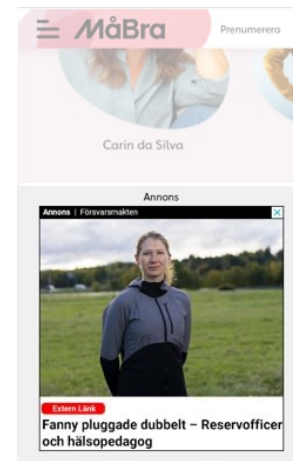 MåBra
Prenumerera
Carin da Silva
Annons
Annons | Försvarsmakten
Extern Länk
Fanny pluggade dubbelt – Reservofficer
och hälsopedagog